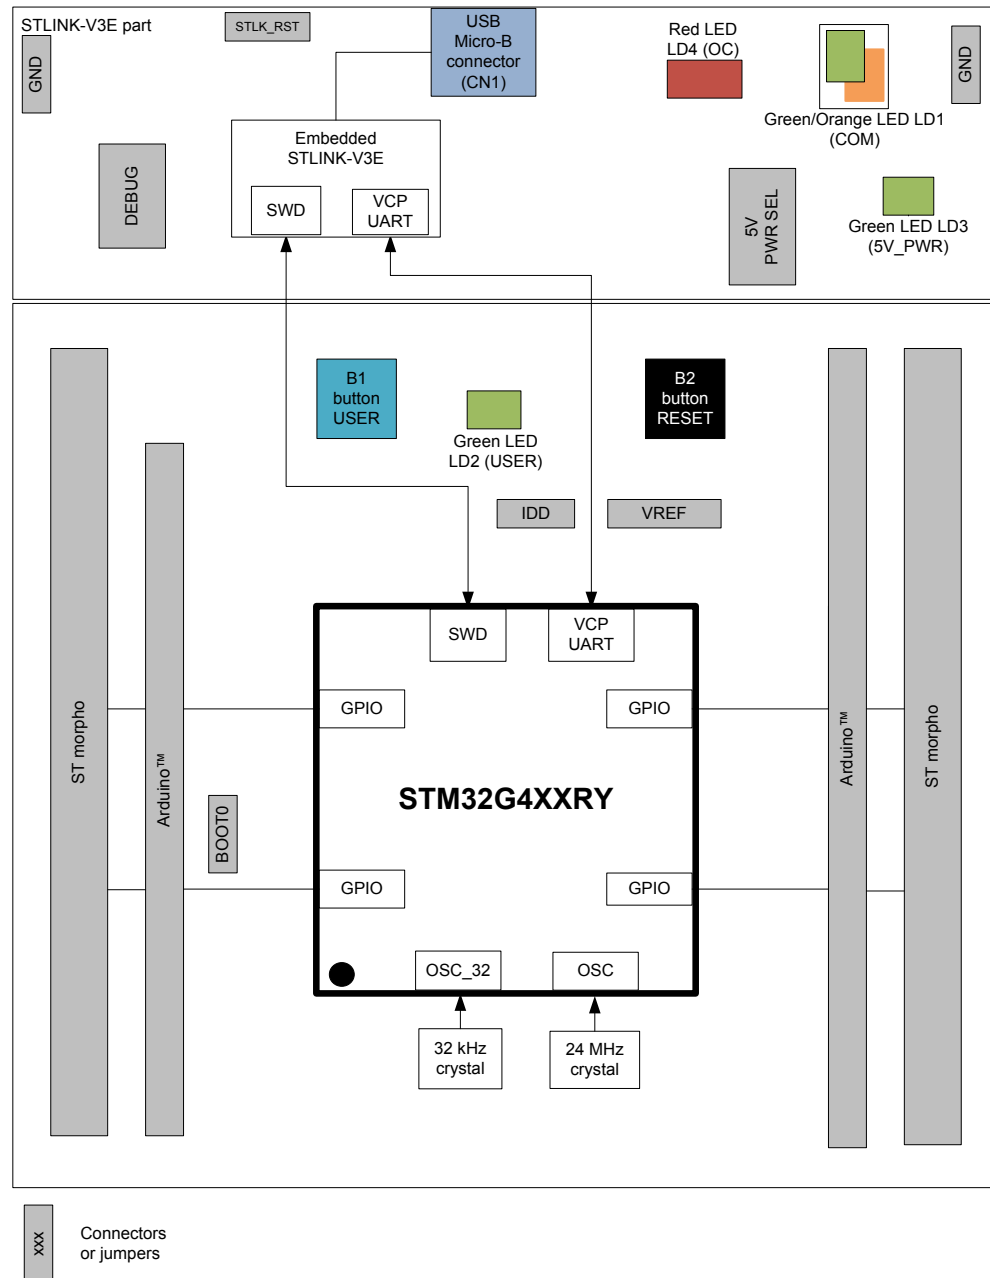 STLINK-V3E part
GND
STLK_RST
USB
Micro-B
connector
(CN1)
Red LED
LD4 (OC)
Green/Orange LED LD1
(COM)
GND
DEBUG
Embedded
STLINK-V3E
SWD
VCP
UART
5V
PWR SEL
Green LED LD3
(5V_PWR)
B1
button
USER
Green LED
LD2 (USER)
B2
button
RESET
IDD
VREF
ST morpho
Arduino™
BOOT0
SWD
VCP
UART
GPIO
GPIO
STM32G4XXRY
GPIO
GPIO
OSC_32
OSC
32 kHz
crystal
24 MHz
crystal
Arduino™
ST morpho
xxx
Connectors
or jumpers